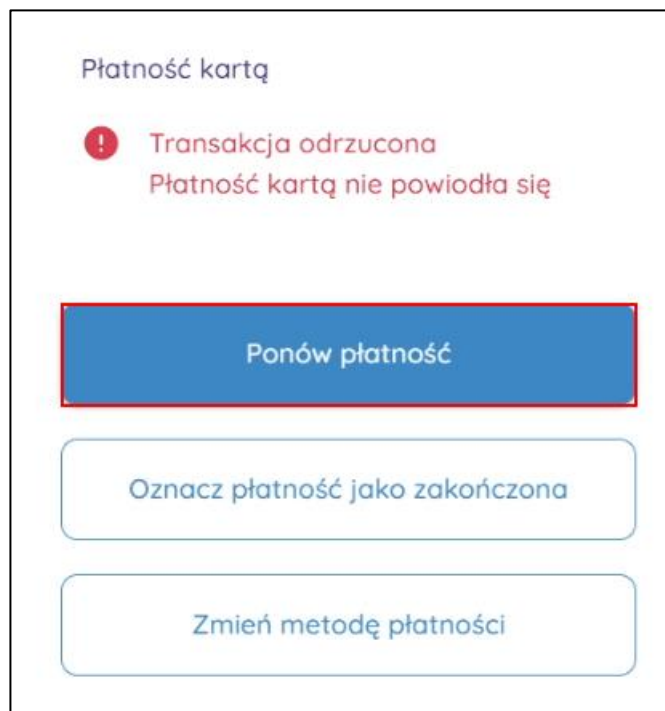 Płatność kartą
Transakcja odrzucona
Płatność kartą nie powiodła się
Ponów płatność
Oznacz płatność jako zakończona
Zmień metodę płatności